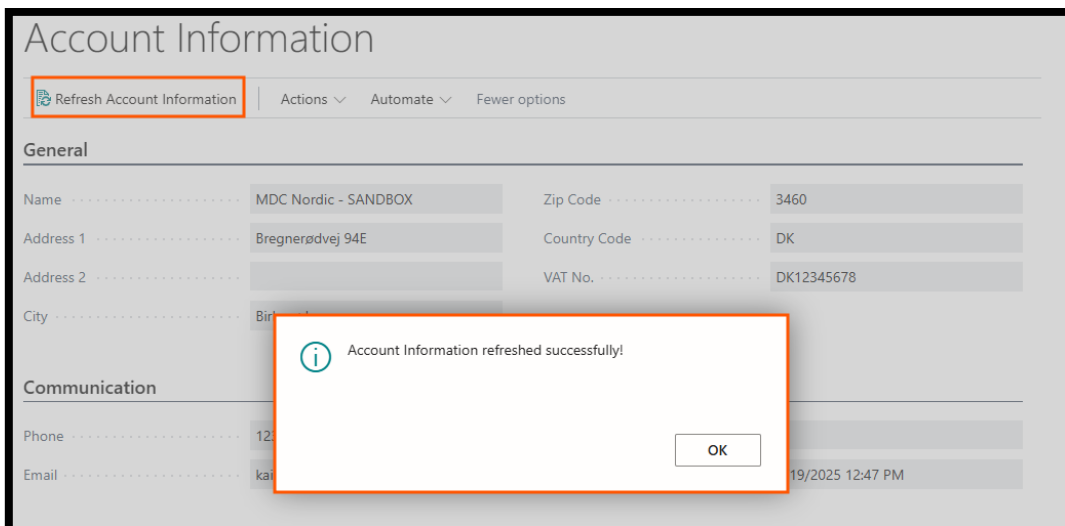 Account Information
Refresh Account Information Actions Automate Fewer options
General
Name MDC Nordic - SANDBOX Zip Code 3460
Address 1 Bregnerødvej 94E Country Code DK
Address 2 VAT No. DK12345678
City
Account Information refreshed successfully!
Communication
Phone
OK
Email 19/2025 12:47 PM